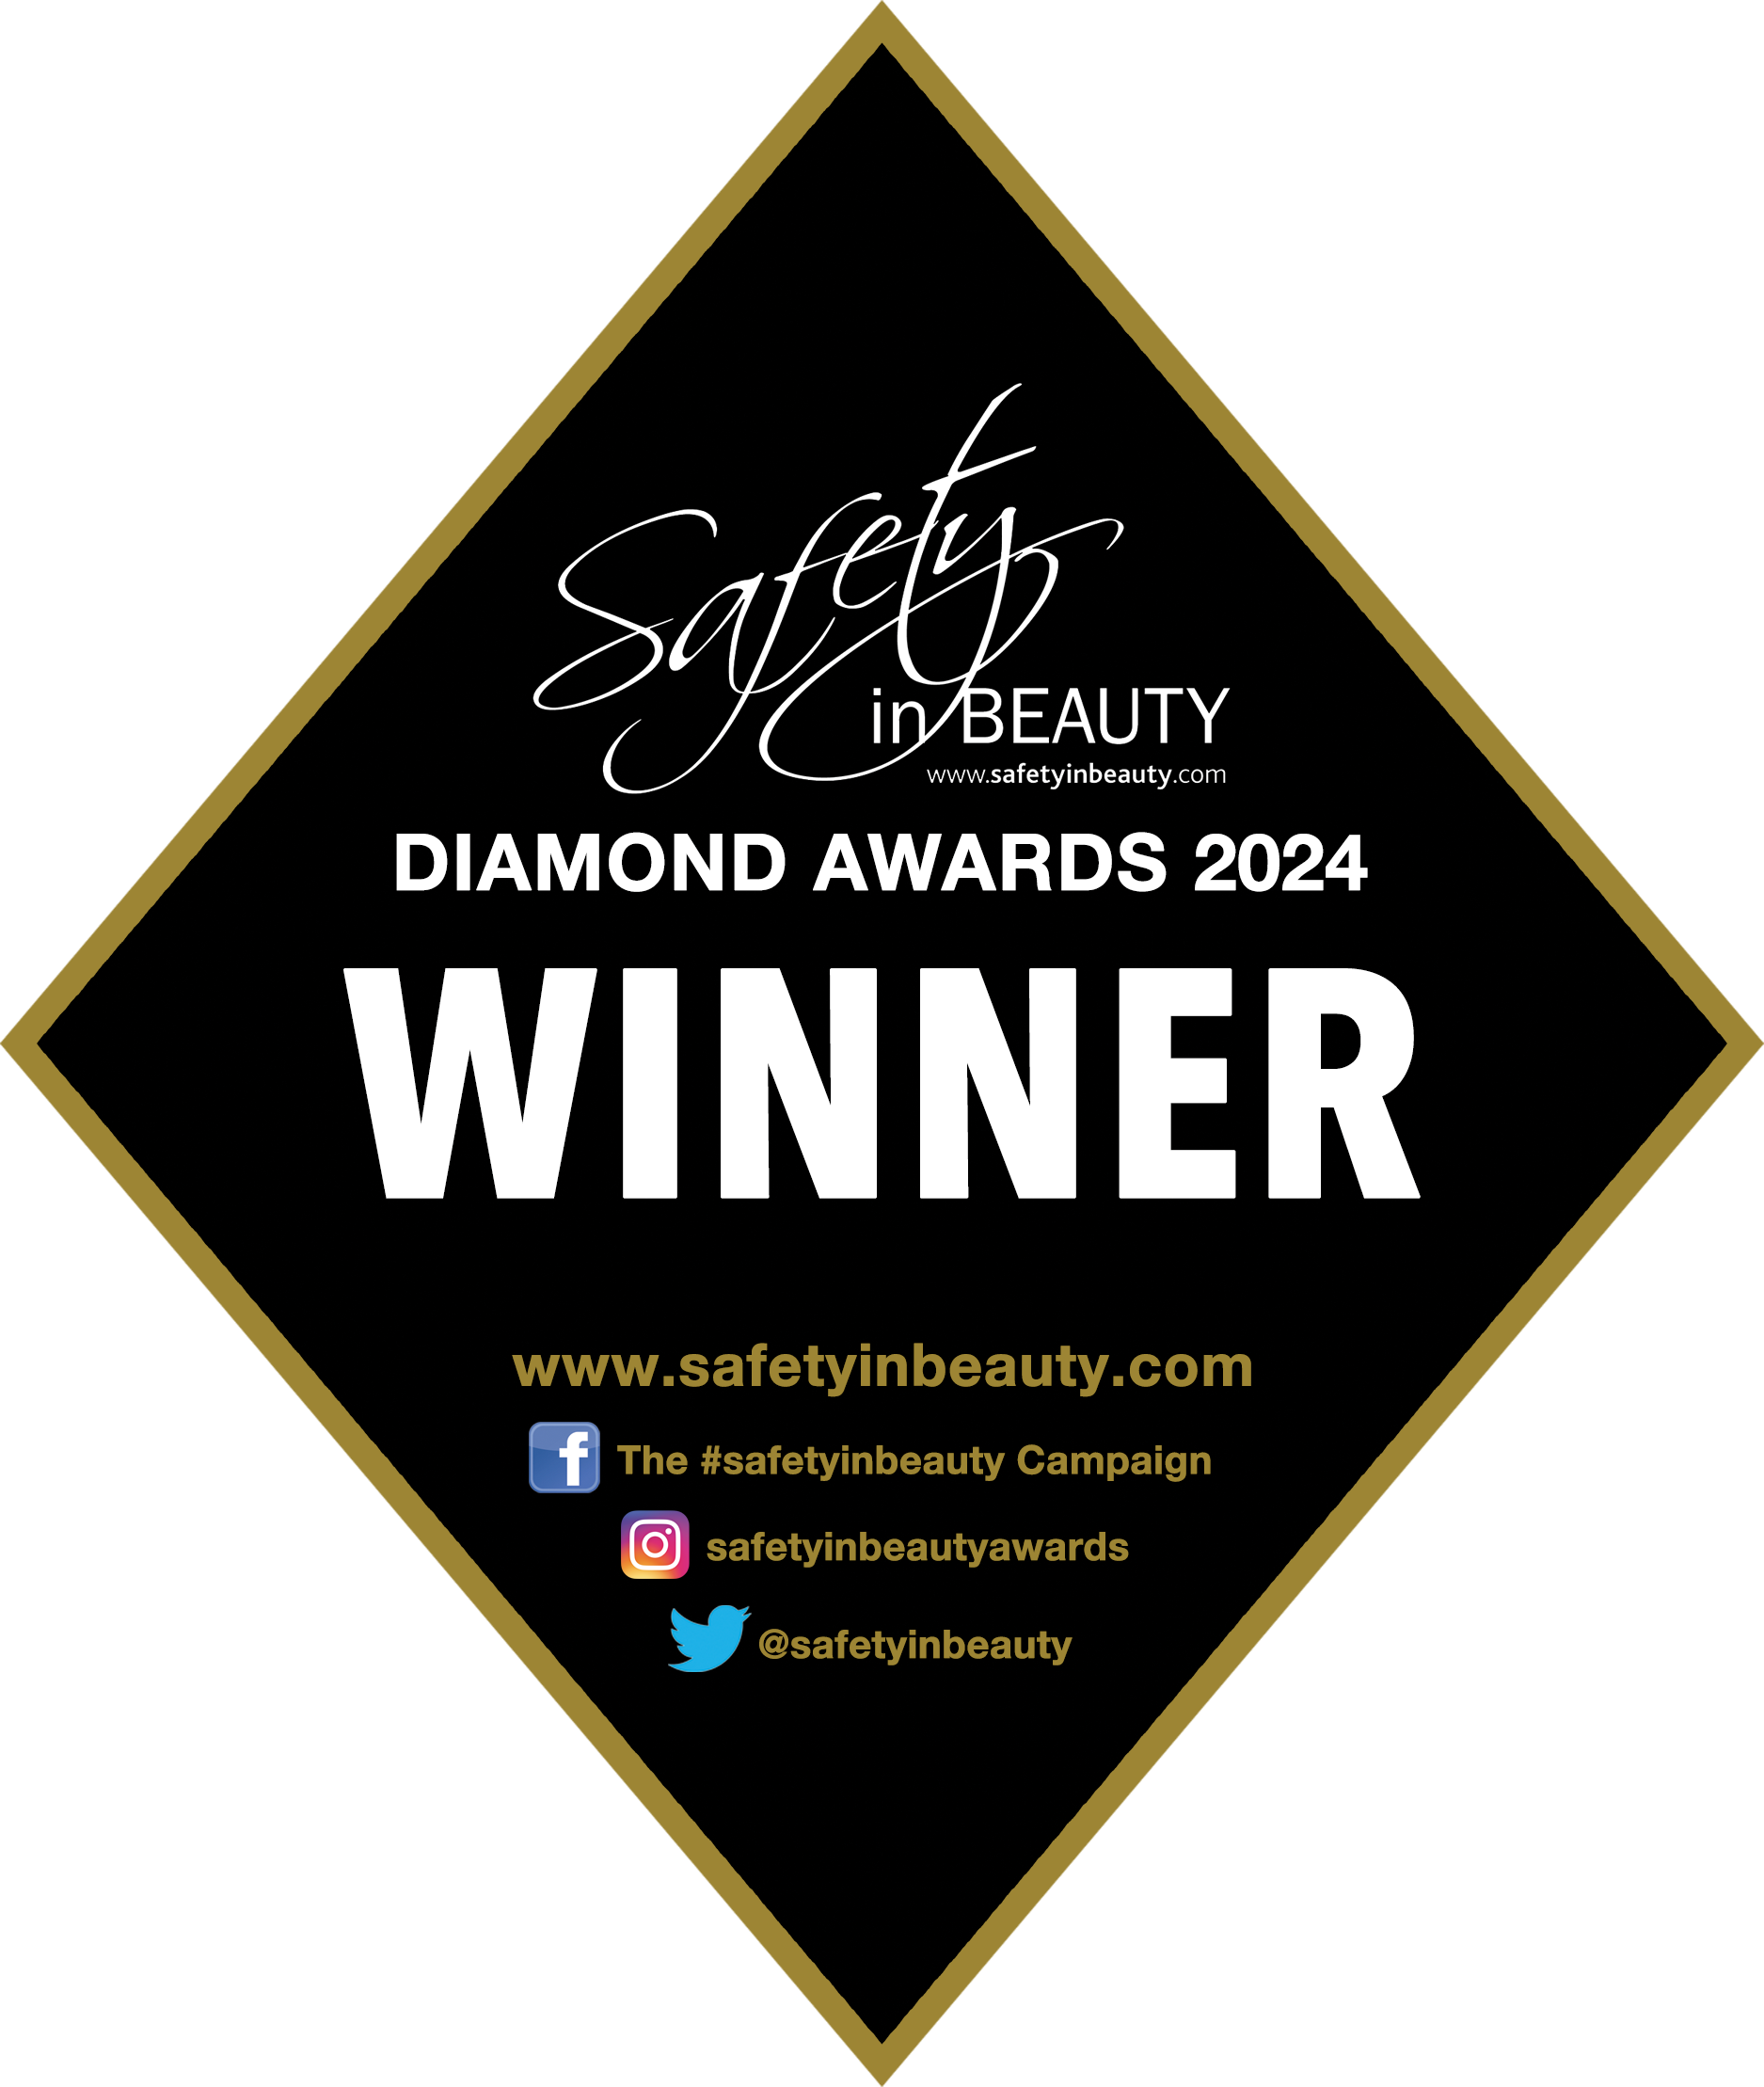 Safety
in BEAUTY
www.safetyinbeauty.com
DIAMOND AWARDS 2024
WINNER
www.safetyinbeauty.com
The #safetyinbeauty Campaign
safetyinbeautyawards
@safetyinbeauty